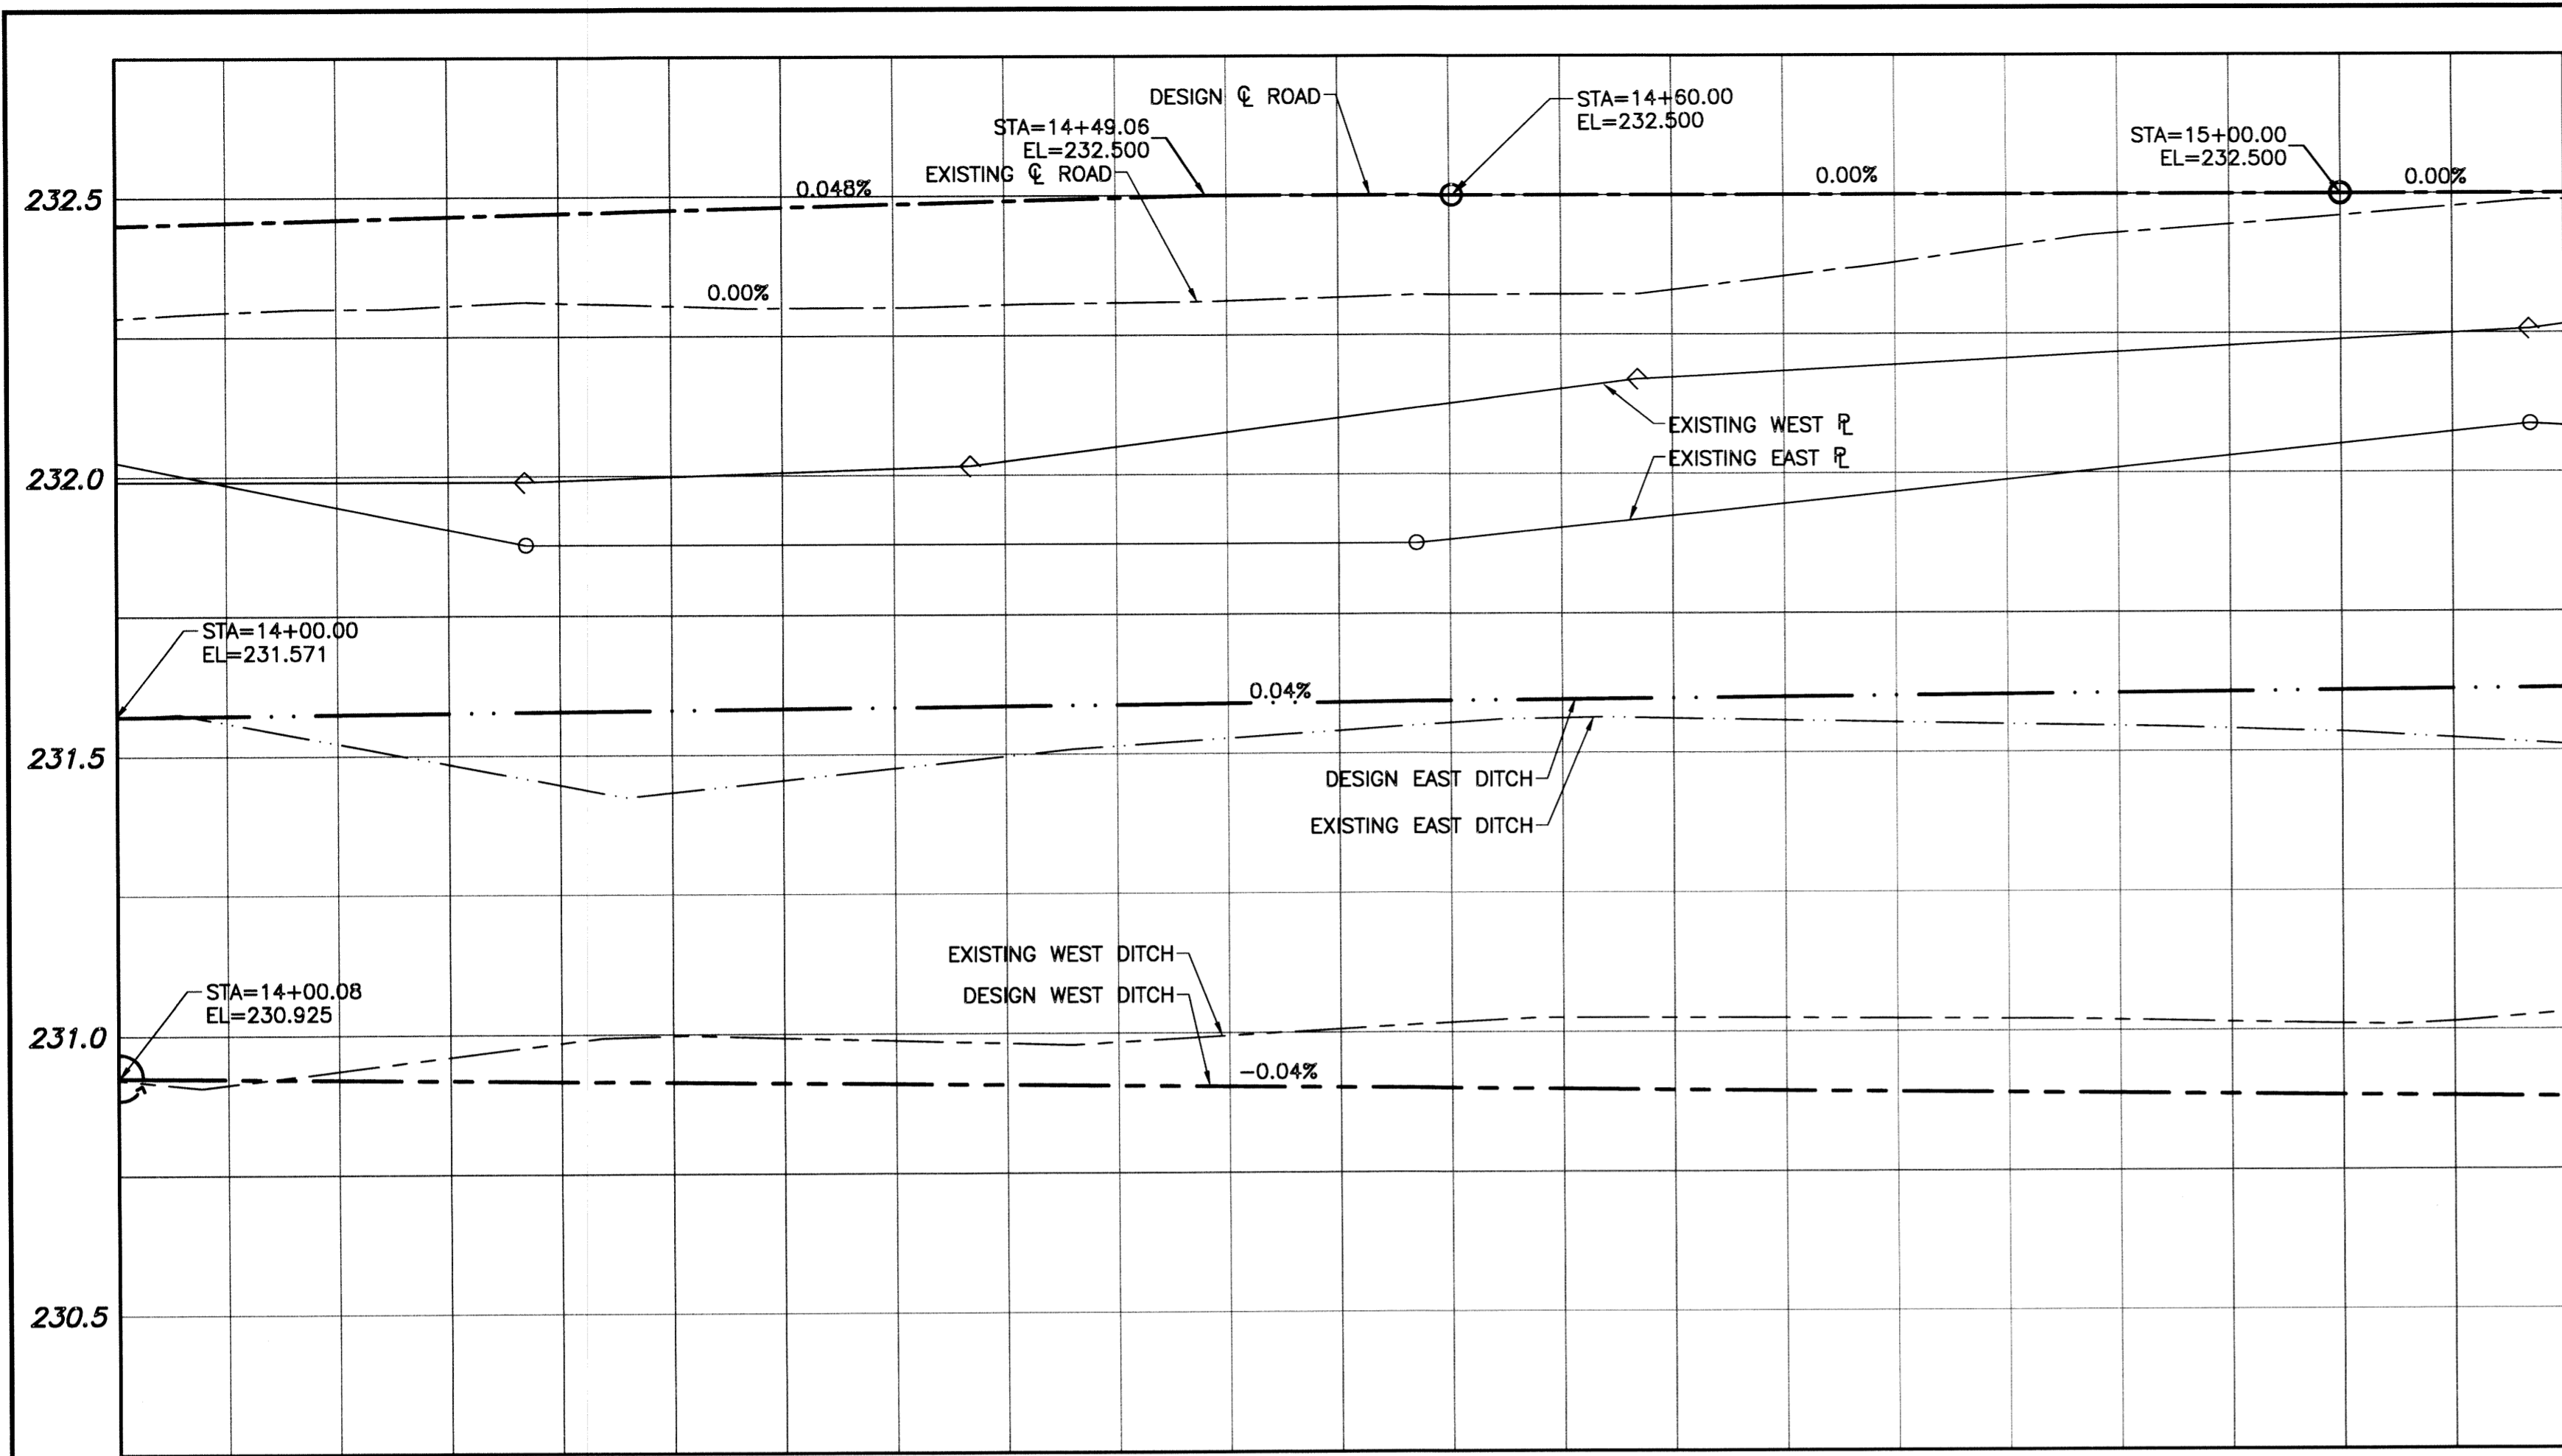 DESIGN ℄ ROAD
STA=14+60.00
EL=232.500
STA=14+49.06
EL=232.500
STA=15+00.00
EL=232.500
EXISTING ℄ ROAD
0.048%
0.00%
0.00%
232.5
0.00%
EXISTING WEST ⅊
EXISTING EAST ⅊
232.0
STA=14+00.00
EL=231.571
0.04%
231.5
DESIGN EAST DITCH
EXISTING EAST DITCH
EXISTING WEST DITCH
DESIGN WEST DITCH
STA=14+00.08
EL=230.925
231.0
-0.04%
230.5